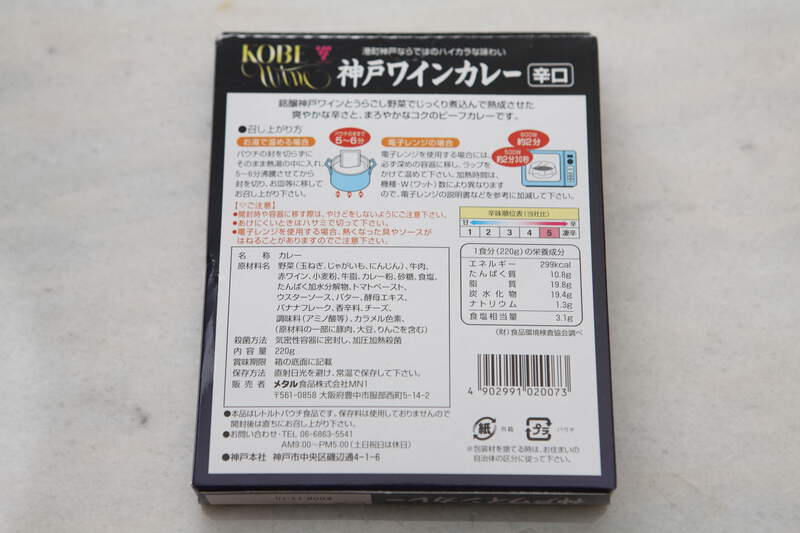 KOBE
Wine
港町神戸ならではのハイカラな味わい
神戸ワインカレー 辛口
銘醸神戸ワインとうらごし野菜でじっくり煮込んで熟成させた
爽やかな辛さと、まろやかなコクのビーフカレーです。
●召し上がり方
お湯で温める場合
パウチのままで
5〜6分
パウチの封を切らずに
そのまま熱湯の中に入れ、
5〜6分沸騰させてから
封を切り、お皿等に移して
お召し上がり下さい。
電子レンジの場合
600W
約2分
500W
約2分30秒
電子レンジを使用する場合には、
必ず深めの容器に移し、ラップを
かけて温めて下さい。加熱時間は、
機種・W(ワット)数により異なります
ので、電子レンジの説明書などを参考に加減して下さい。
【♡ご注意】
●開封時や容器に移す際は、やけどをしないようにご注意下さい。
●あけにくいときはハサミで切って下さい。
●電子レンジを使用する場合、熱くなった具やソースが
はねることがありますのでご注意下さい。
辛味順位表(当社比)
甘 辛
1 2 3 4 5 激辛
名称 カレー
原材料名 野菜(玉ねぎ、じゃがいも、にんじん)、牛肉、
赤ワイン、小麦粉、牛脂、カレー粉、砂糖、食塩、
たんぱく加水分解物、トマトペースト、
ウスターソース、バター、酵母エキス、
バナナフレーク、香辛料、チーズ、
調味料(アミノ酸等)、カラメル色素、
(原材料の一部に豚肉、大豆、りんごを含む)
殺菌方法 気密性容器に密封し、加圧加熱殺菌
内容量 220g
賞味期限 箱の底面に記載
保存方法 直射日光を避け、常温で保存して下さい。
販売者 メタル食品株式会社MN1
〒561-0858 大阪府豊中市服部西町5-14-2
1食分(220g)の栄養成分
エネルギー 299kcal
たんぱく質 10.8g
脂質 19.8g
炭水化物 19.4g
ナトリウム 1.3g
食塩相当量 3.1g
(財)食品環境検査協会調べ
4 902991 020073
●本品はレトルトパウチ食品です。保存料は使用しておりませんので
開封後は直ちにお召し上がり下さい。
●お問い合わせ・TEL 06-6863-5541
AM9:00〜PM5:00(土日祝日は休日)
●神戸本社 神戸市中央区磯辺通4-1-6
紙 外箱
プラ パウチ
※包装材を捨てる時は、お住まいの
自治体の区分に従って下さい。
神戸ワインカレー